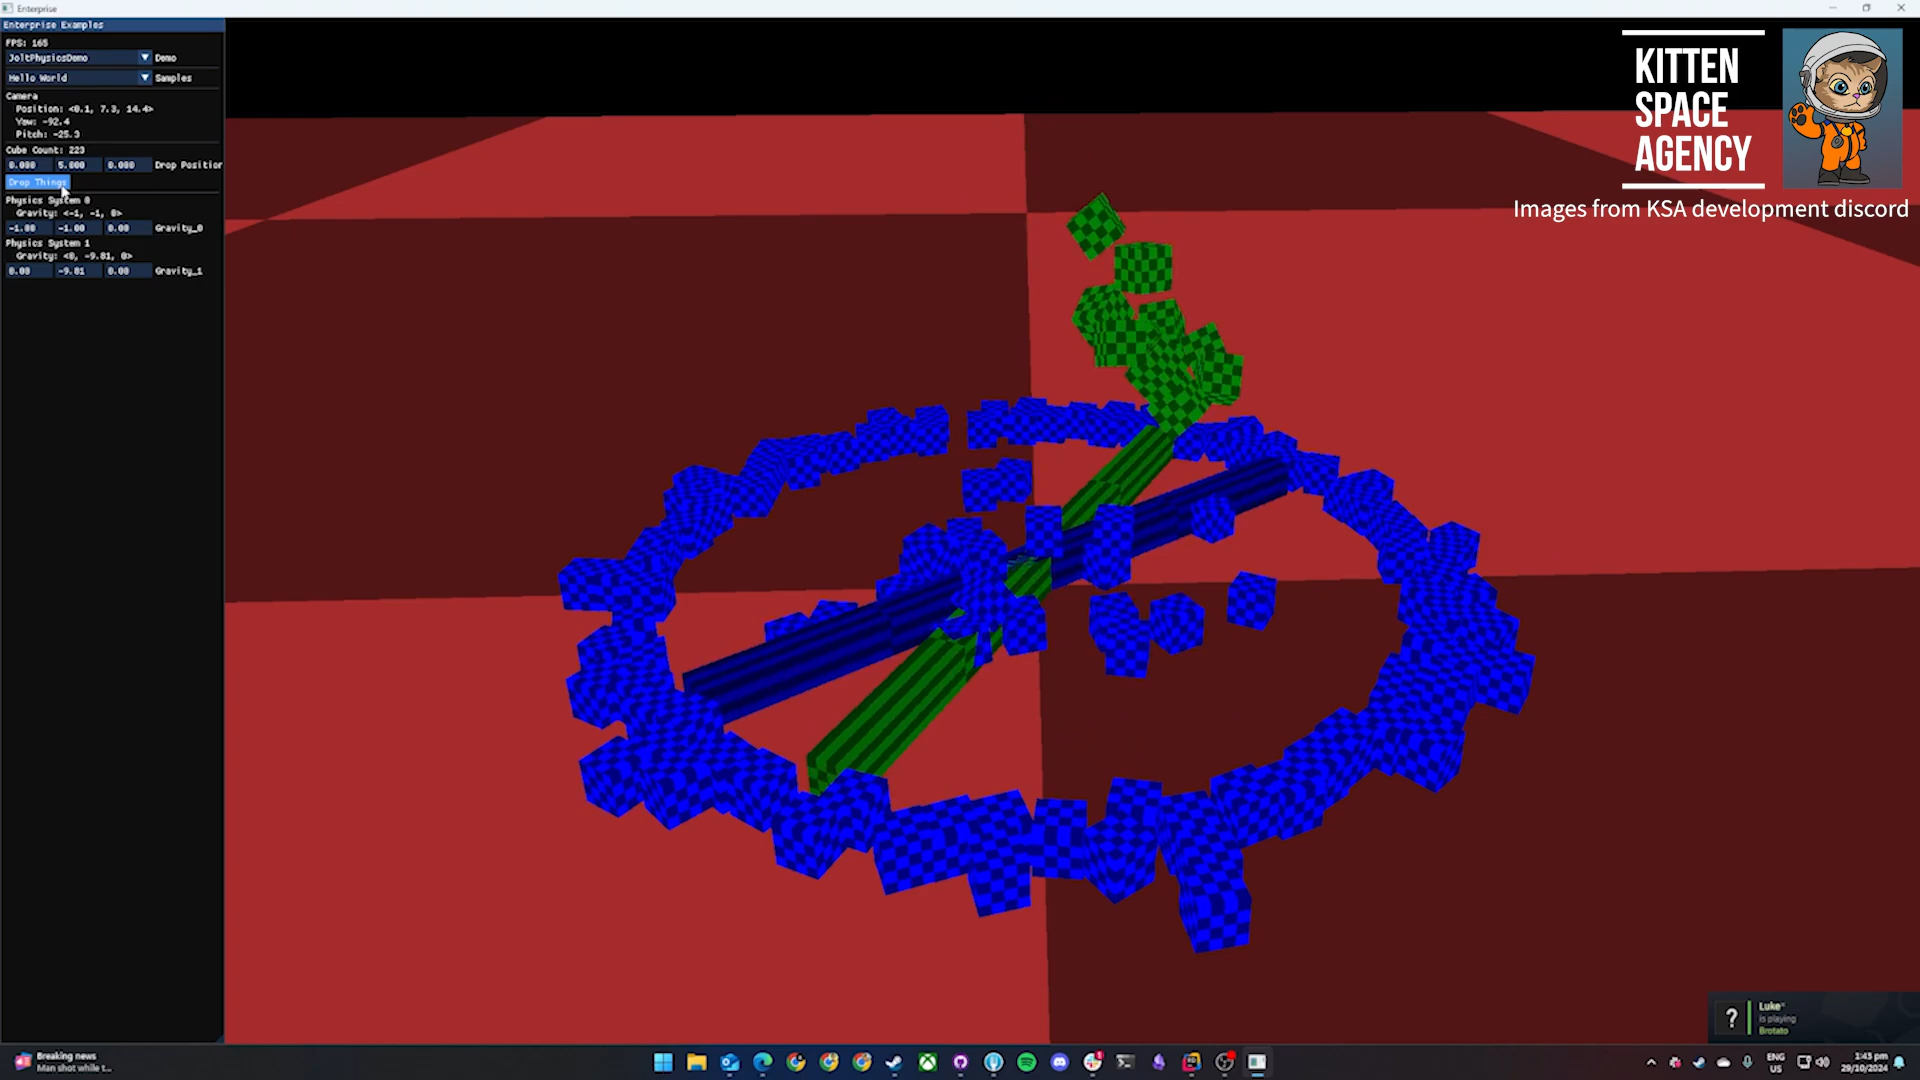 Enterprise
Enterprise Examples
FPS: 165
JoltPhysicsDemo Demo
Hello World Samples
Camera
Position: <0.1, 7.3, 14.4>
Yaw: -92.4
Pitch: -25.3
Cube Count: 223
0.000 5.000 0.000 Drop Position
Drop Things
Physics System 0
Gravity: <-1, -1, 0>
-1.00 -1.00 0.00 Gravity_0
Physics System 1
Gravity: <0, -9.81, 0>
0.00 -9.81 0.00 Gravity_1
KITTEN
SPACE
AGENCY
Images from KSA development discord
Luke
is playing
Brotato
Breaking news
Man shot while t...
ENG
US
1:45 pm
29/10/2024